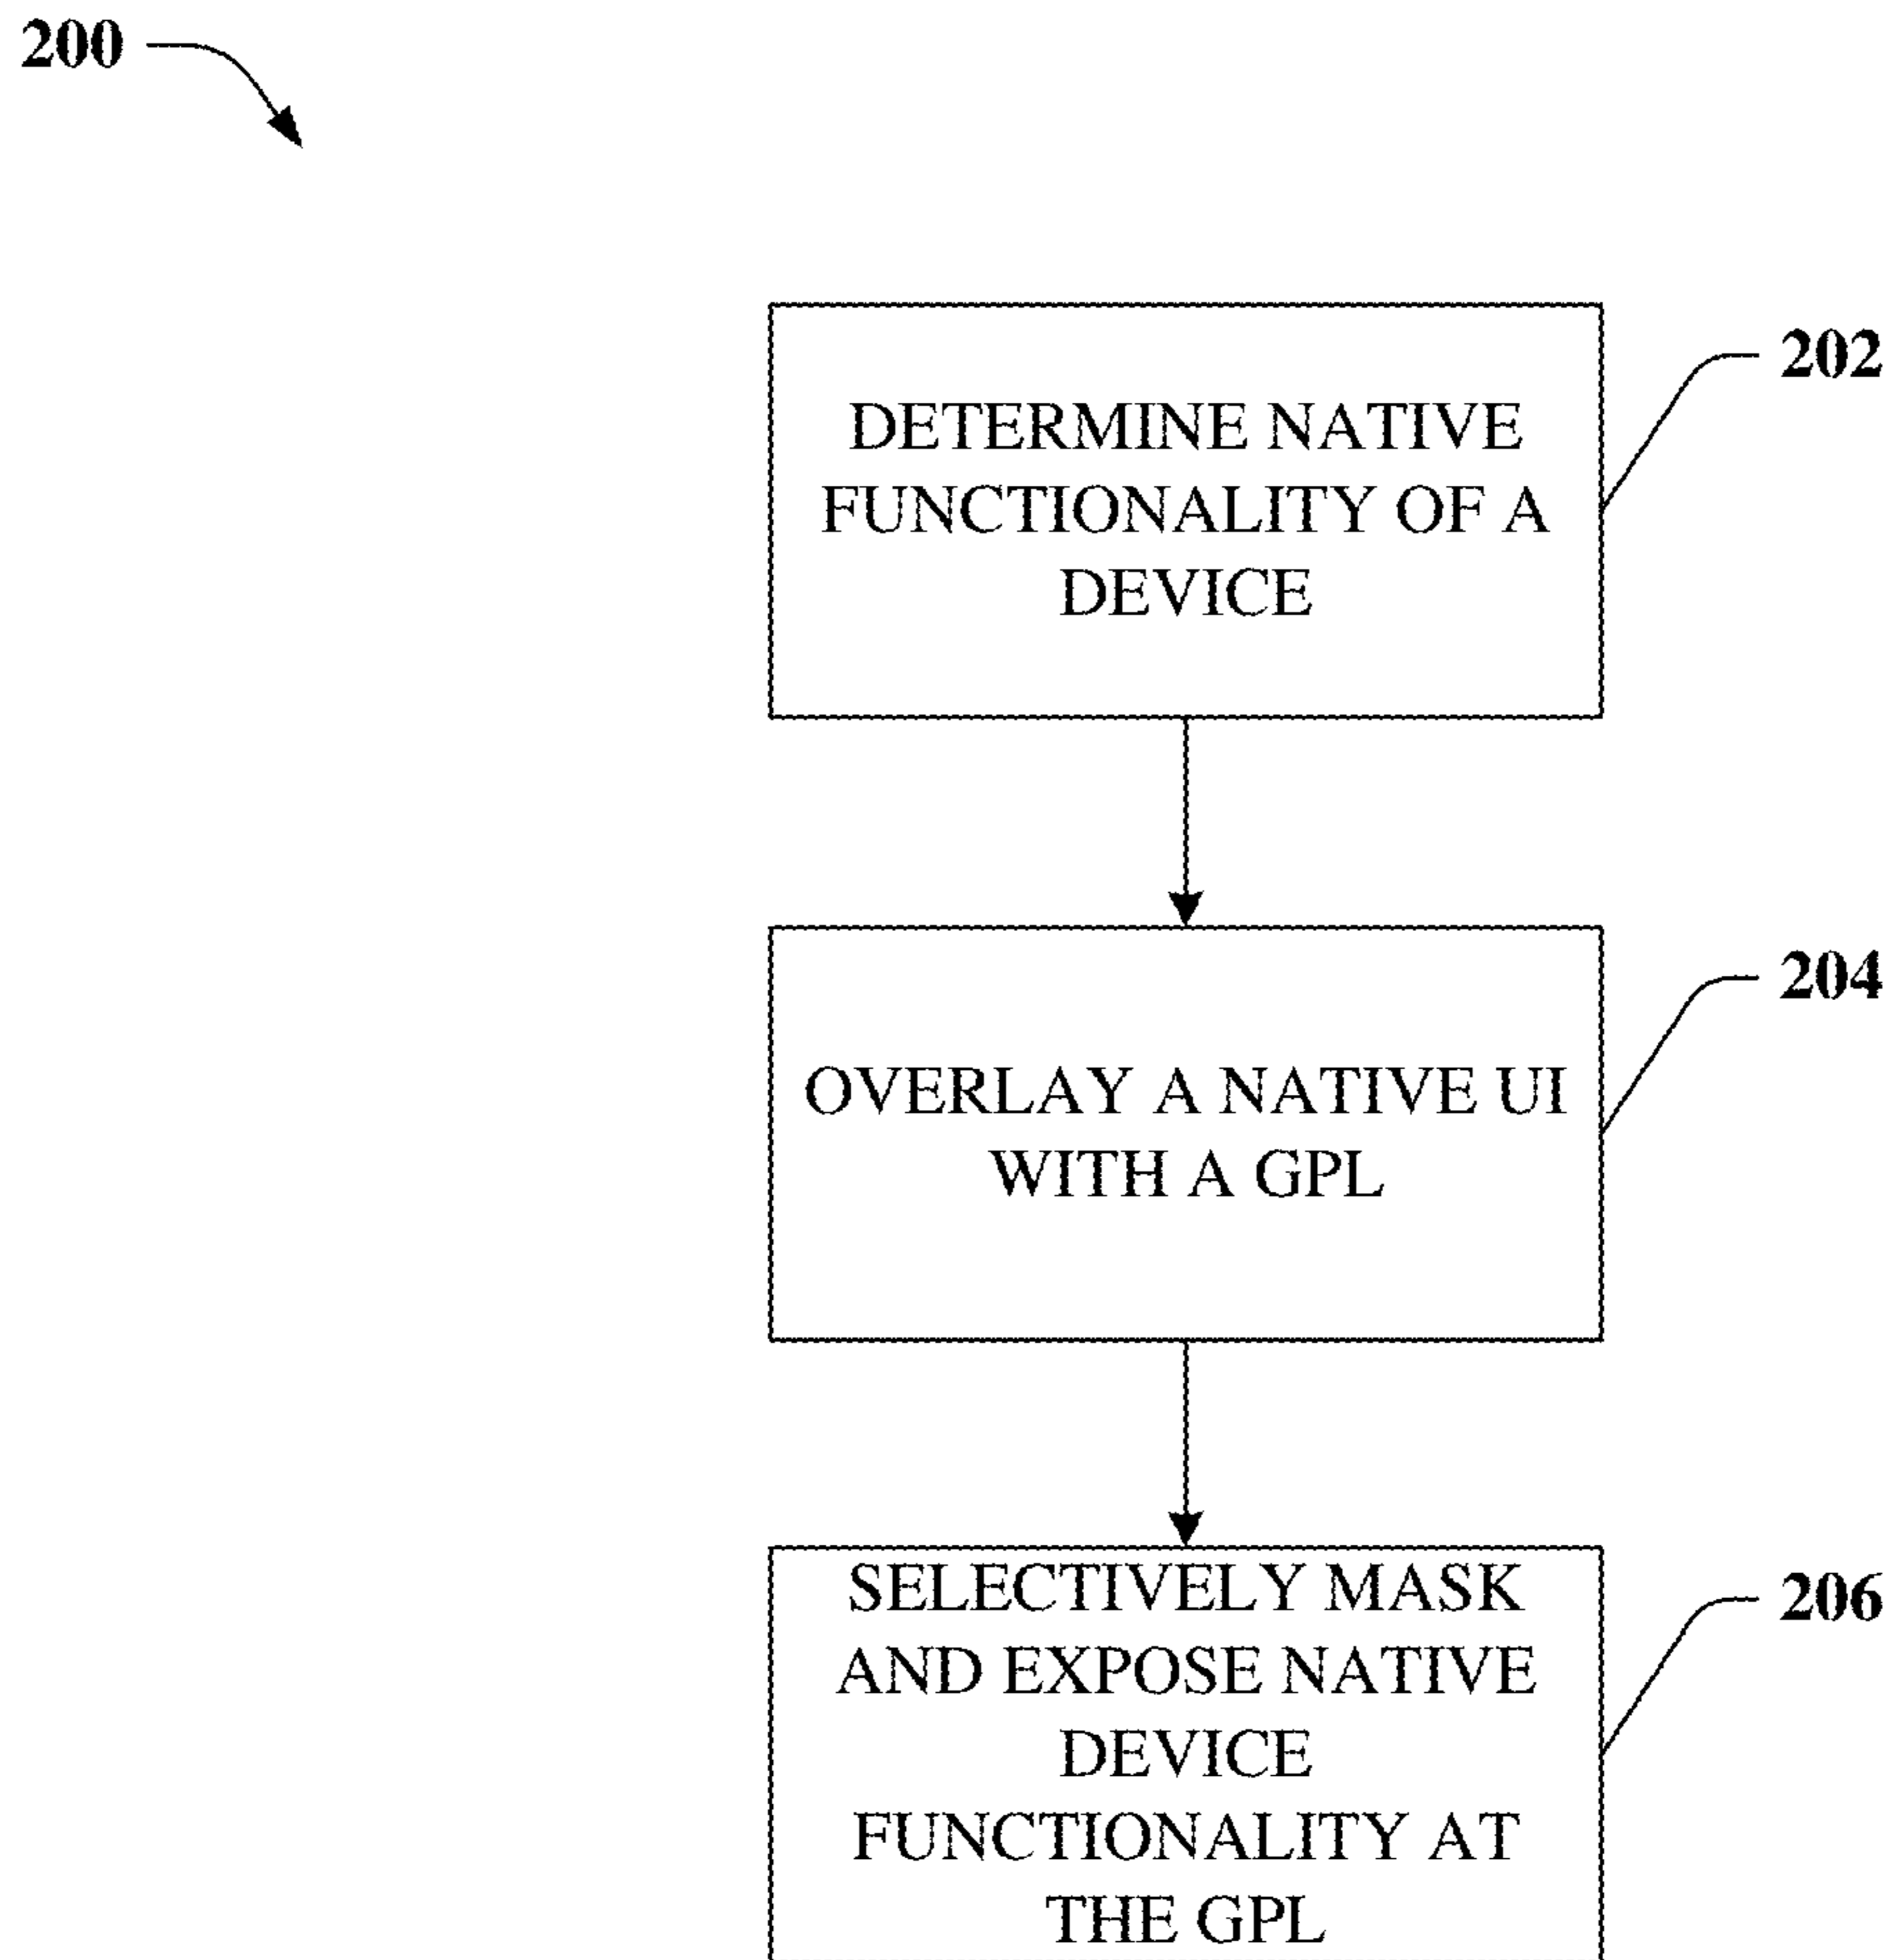 200
DETERMINE NATIVE
FUNCTIONALITY OF A
DEVICE
202
OVERLAY A NATIVE UI
WITH A GPL
204
SELECTIVELY MASK
AND EXPOSE NATIVE
DEVICE
FUNCTIONALITY AT
THE GPL
206